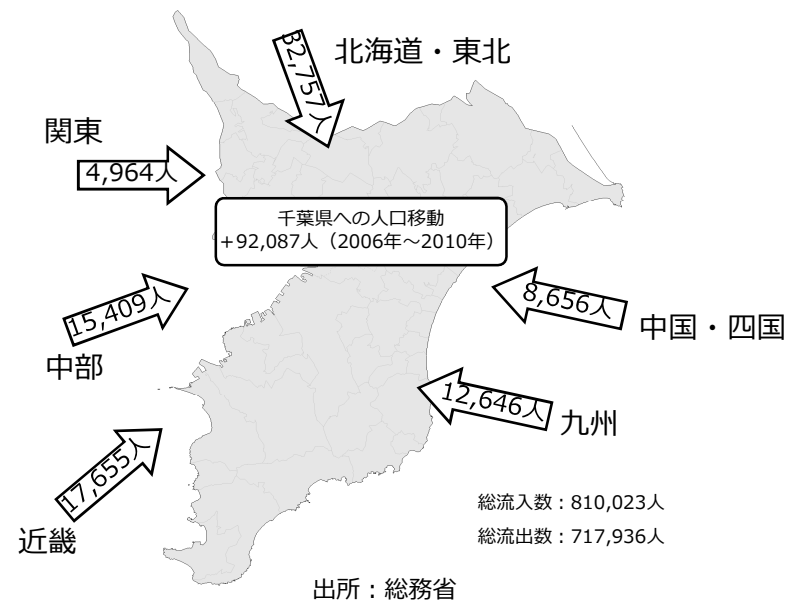 北海道・東北
32,757人
関東
4,964人
千葉県への人口移動
+92,087人（2006年～2010年）
15,409人
中部
8,656人
中国・四国
12,646人
九州
17,655人
近畿
総流入数：810,023人
総流出数：717,936人
出所：総務省